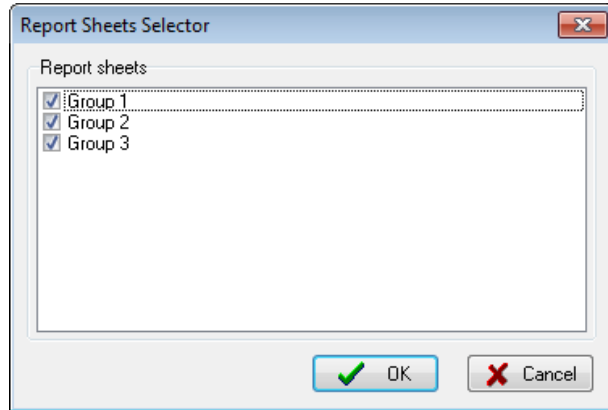 Report Sheets Selector
Report sheets
Group 1
Group 2
Group 3
OK
Cancel